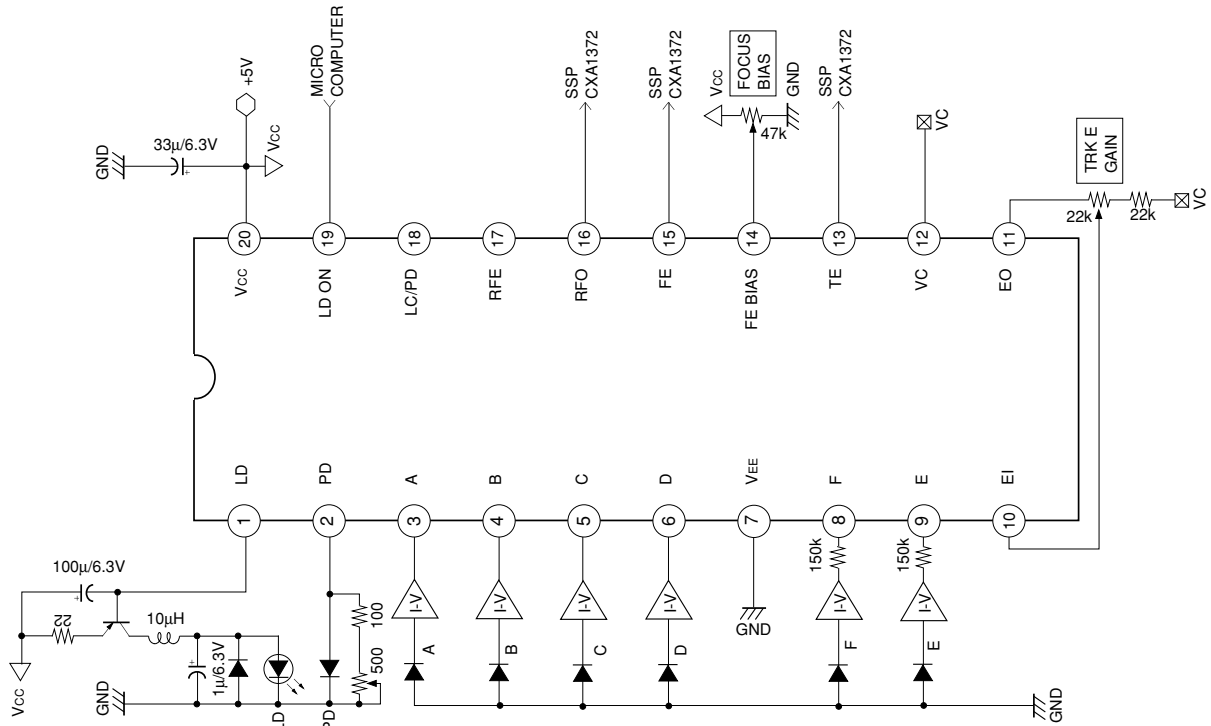 GND
33μ/6.3V
+5V
VCC
MICRO
COMPUTER
SSP
CXA1372
SSP
CXA1372
VCC
FOCUS
BIAS
GND
47k
SSP
CXA1372
VC
TRK E
GAIN
22k
22k
VC
20
19
18
17
16
15
14
13
12
11
VCC
LD ON
LC/PD
RFE
RFO
FE
FE BIAS
TE
VC
EO
LD
PD
A
B
C
D
VEE
F
E
EI
1
2
3
4
5
6
7
8
9
10
100μ/6.3V
22
10μH
VCC
1μ/6.3V
GND
LD
100
500
PD
I-V
A
I-V
B
I-V
C
I-V
D
GND
150k
I-V
F
150k
I-V
E
GND